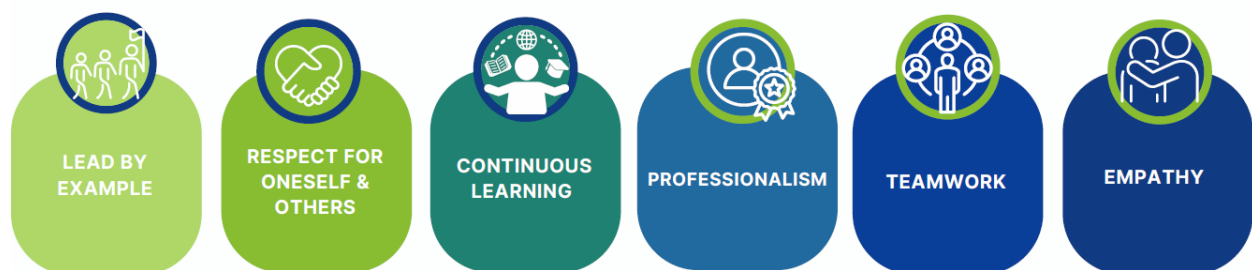 LEAD BY
EXAMPLE
RESPECT FOR
ONESELF &
OTHERS
CONTINUOUS
LEARNING
PROFESSIONALISM
TEAMWORK
EMPATHY